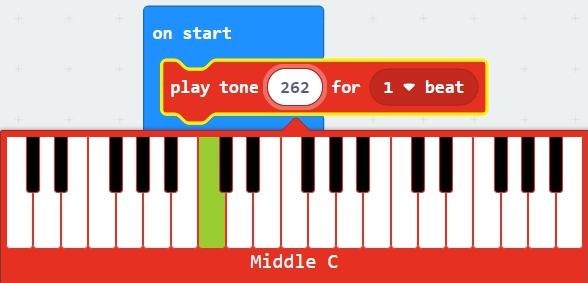 on start
play tone 262 for 1 beat
Middle C